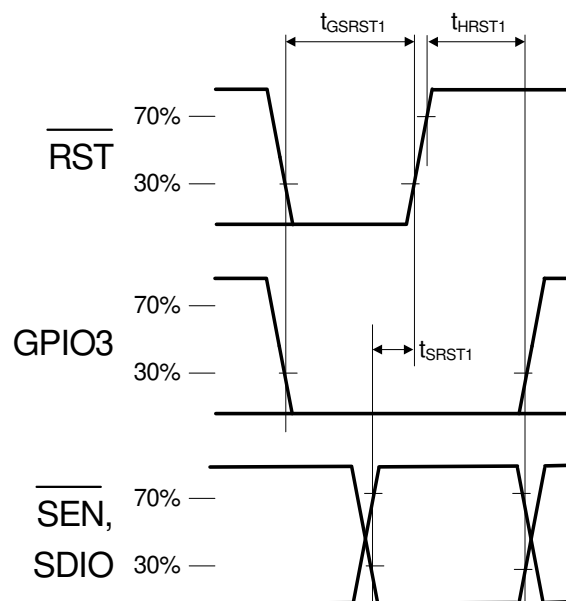 tGSRST1 tHRST1
70%
RST
30%
70%
GPIO3
30%
tSRST1
SEN,
70%
SDIO
30%